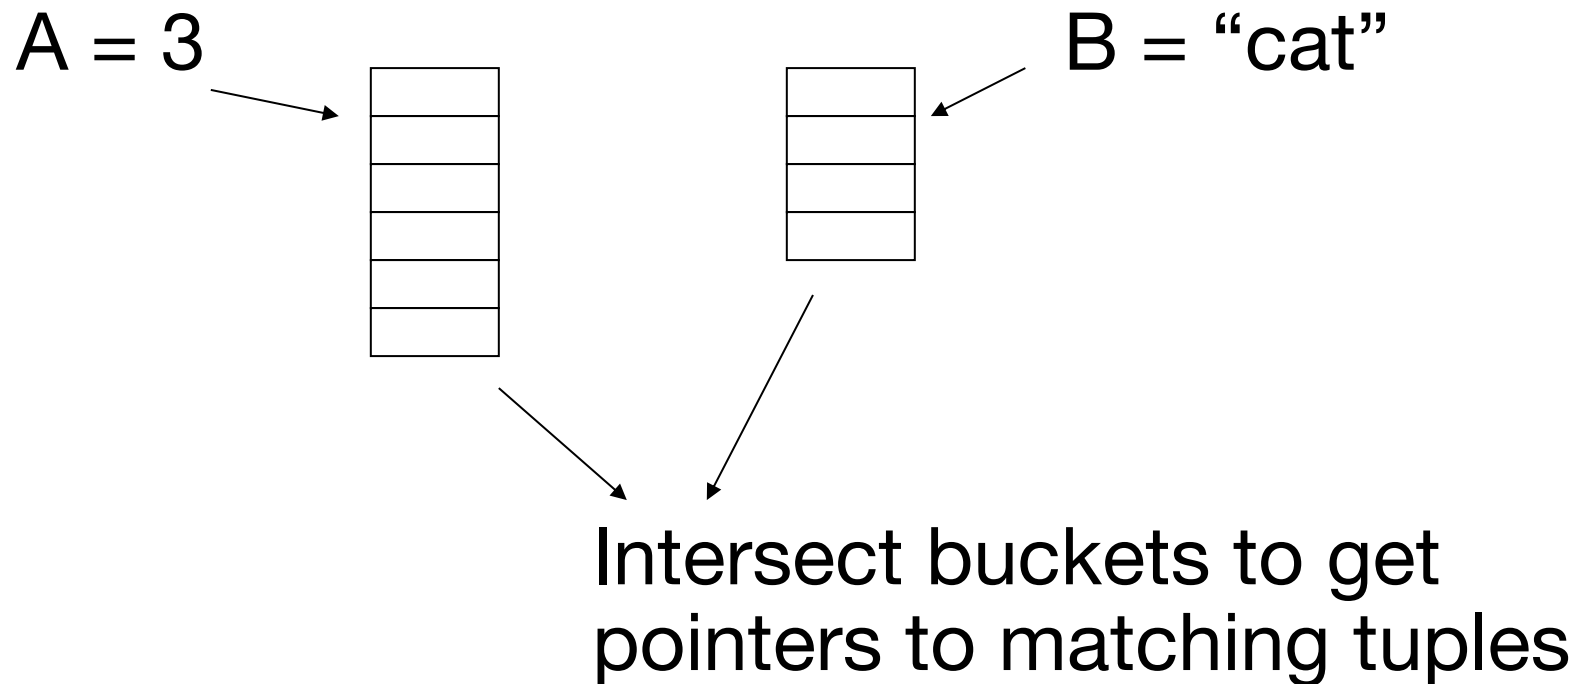 A = 3
B = “cat”
Intersect buckets to get
pointers to matching tuples